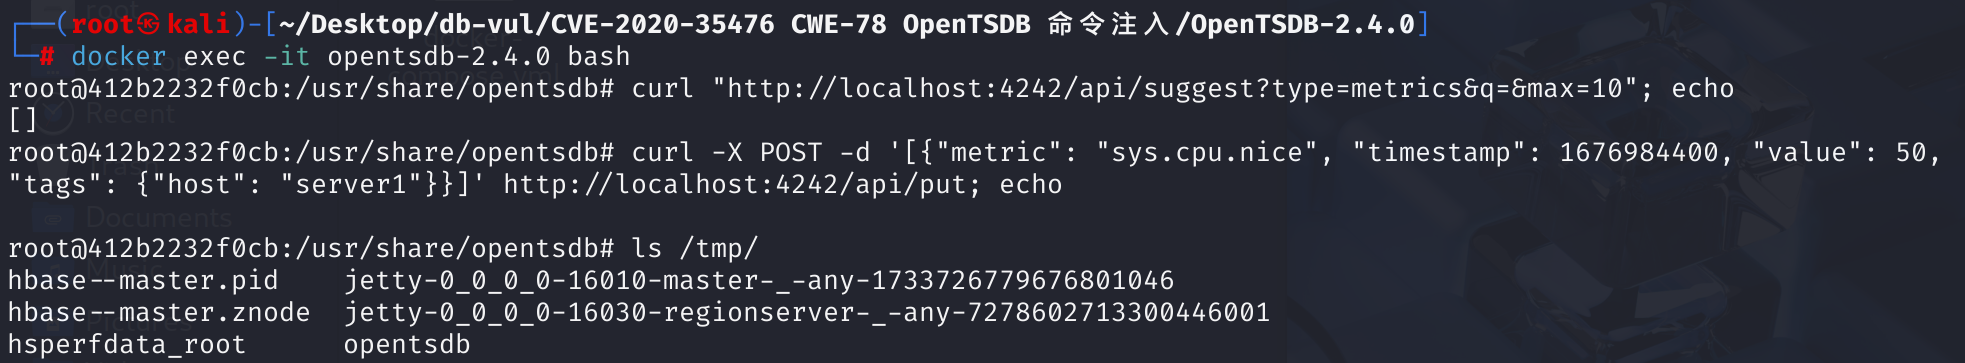 ┌──(root㉿kali)-[~/Desktop/db-vul/CVE-2020-35476 CWE-78 OpenTSDB 命令注入/OpenTSDB-2.4.0]
└─# docker exec -it opentsdb-2.4.0 bash
root@412b2232f0cb:/usr/share/opentsdb# curl "http://localhost:4242/api/suggest?type=metrics&q=&max=10"; echo
[]
root@412b2232f0cb:/usr/share/opentsdb# curl -X POST -d '[{"metric": "sys.cpu.nice", "timestamp": 1676984400, "value": 50,
"tags": {"host": "server1"}}]' http://localhost:4242/api/put; echo
root@412b2232f0cb:/usr/share/opentsdb# ls /tmp/
hbase--master.pid    jetty-0_0_0_0-16010-master-_-any-1733726779676801046
hbase--master.znode  jetty-0_0_0_0-16030-regionserver-_-any-7278602713300446001
hsperfdata_root      opentsdb
Recent
Documents